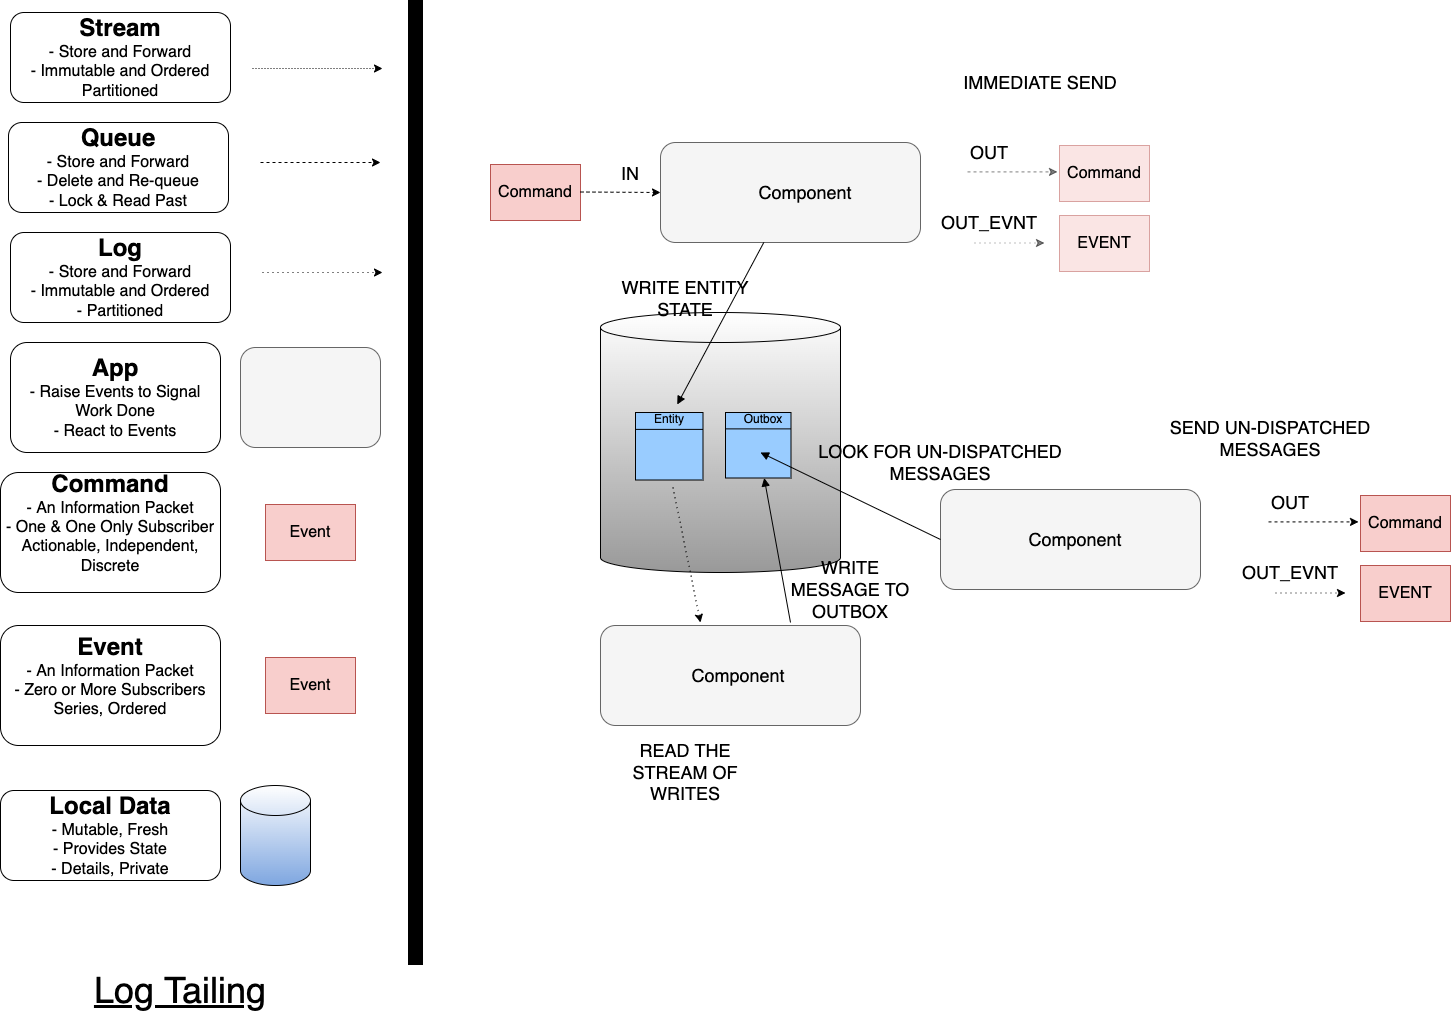 Stream
- Store and Forward
- Immutable and Ordered
Partitioned
Queue
- Store and Forward
- Delete and Re-queue
- Lock & Read Past
Log
- Store and Forward
- Immutable and Ordered
- Partitioned
App
- Raise Events to Signal
Work Done
- React to Events
Command
- An Information Packet
- One & One Only Subscriber
Actionable, Independent,
Discrete
Event
Event
- An Information Packet
- Zero or More Subscribers
Series, Ordered
Event
Local Data
- Mutable, Fresh
- Provides State
- Details, Private
Log Tailing
IMMEDIATE SEND
Command
IN
Component
OUT
Command
OUT_EVNT
EVENT
WRITE ENTITY
STATE
Entity
Outbox
LOOK FOR UN-DISPATCHED
MESSAGES
SEND UN-DISPATCHED
MESSAGES
Component
OUT
Command
OUT_EVNT
EVENT
WRITE
MESSAGE TO
OUTBOX
Component
READ THE
STREAM OF
WRITES